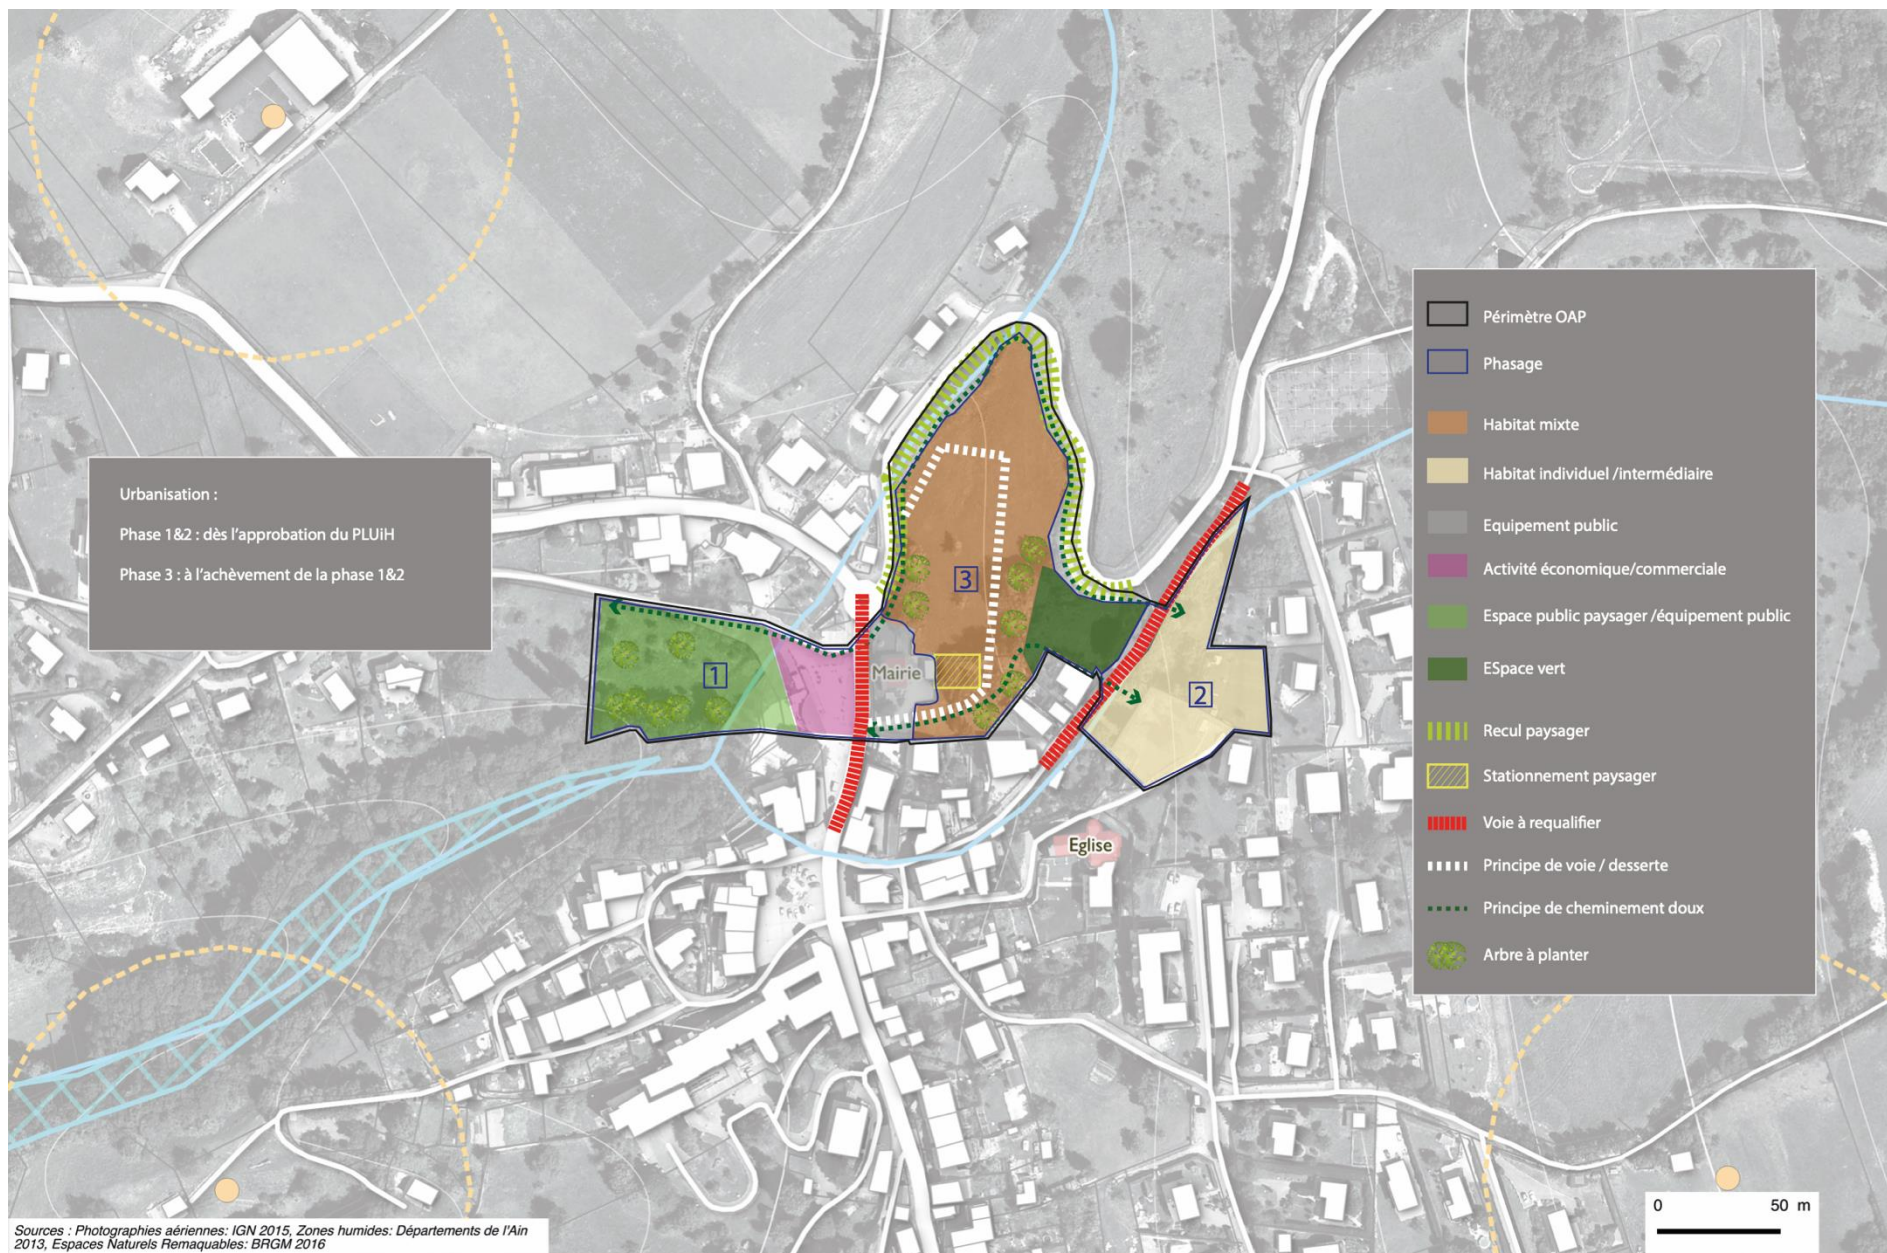 Urbanisation :
Phase 1&2 : dès l'approbation du PLUiH
Phase 3 : à l'achèvement de la phase 1&2
1
Mairie
3
2
Eglise
Périmètre OAP
Phasage
Habitat mixte
Habitat individuel /intermédiaire
Equipement public
Activité économique/commerciale
Espace public paysager /équipement public
ESpace vert
Recul paysager
Stationnement paysager
Voie à requalifier
Principe de voie / desserte
Principe de cheminement doux
Arbre à planter
0 50 m
Sources : Photographies aériennes: IGN 2015, Zones humides: Départements de l'Ain
2013, Espaces Naturels Remaquables: BRGM 2016